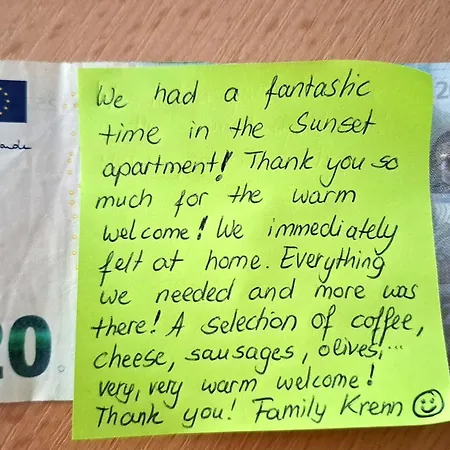 We had a fantastic
time in the Sunset
apartment! Thank you so
much for the warm
welcome! We immediately
felt at home. Everything
we needed and more was
there! A selection of coffee,
cheese, sausages, olives,...
very, very warm welcome!
Thank you! Family Krenn ☺
20
20